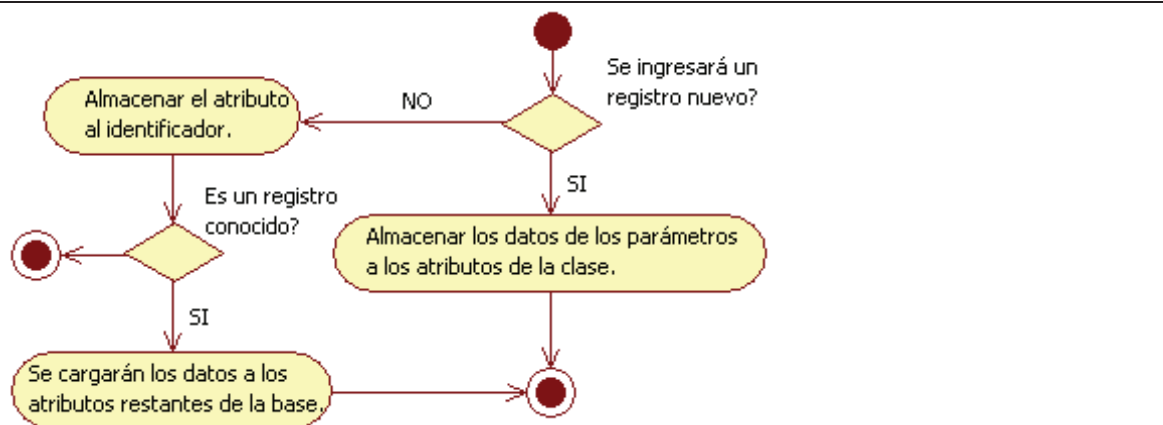 Se ingresará un
registro nuevo?
NO
Almacenar el atributo
al identificador.
SI
Es un registro
conocido?
Almacenar los datos de los parámetros
a los atributos de la clase.
SI
Se cargarán los datos a los
atributos restantes de la base.